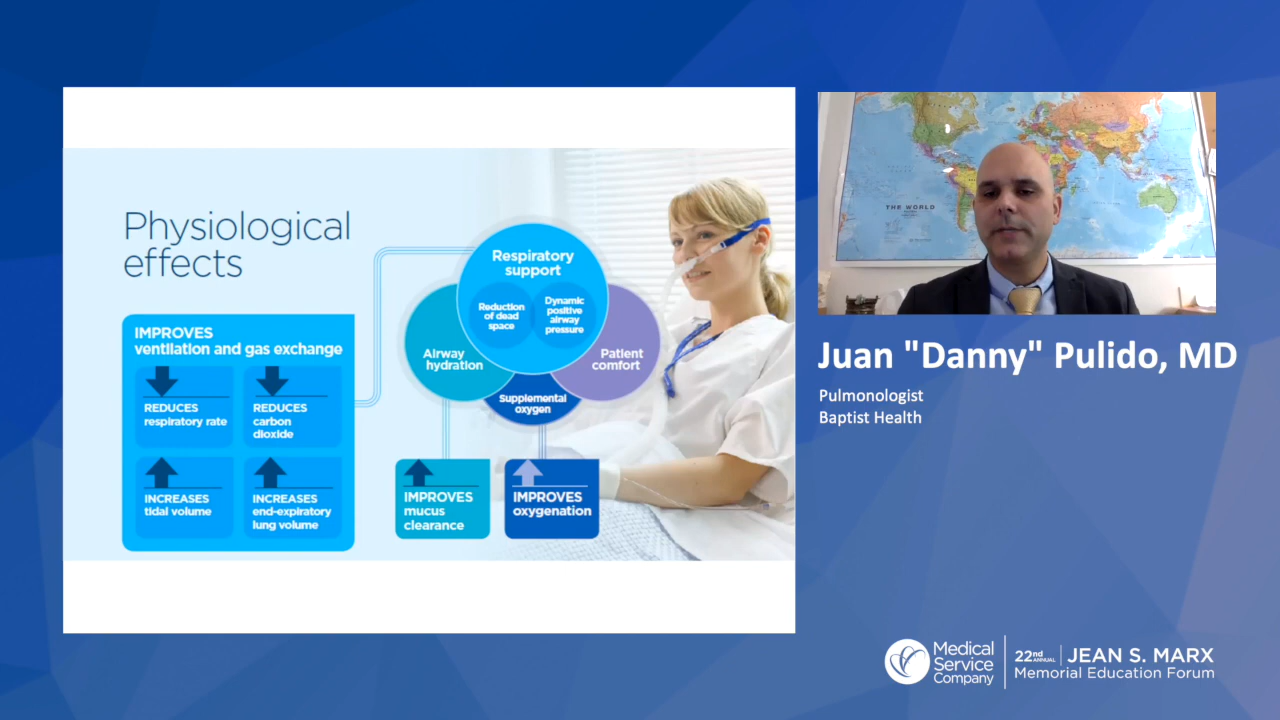 Physiological
effects
IMPROVES
ventilation and gas exchange
REDUCES
respiratory rate
REDUCES
carbon
dioxide
INCREASES
tidal volume
INCREASES
end-expiratory
lung volume
Respiratory
support
Reduction
of dead
space
Dynamic
positive
airway
pressure
Airway
hydration
Patient
comfort
Supplemental
oxygen
IMPROVES
mucus
clearance
IMPROVES
oxygenation
THE WORLD
Juan "Danny" Pulido, MD
Pulmonologist
Baptist Health
Medical
Service
Company
22nd ANNUAL
JEAN S. MARX
Memorial Education Forum